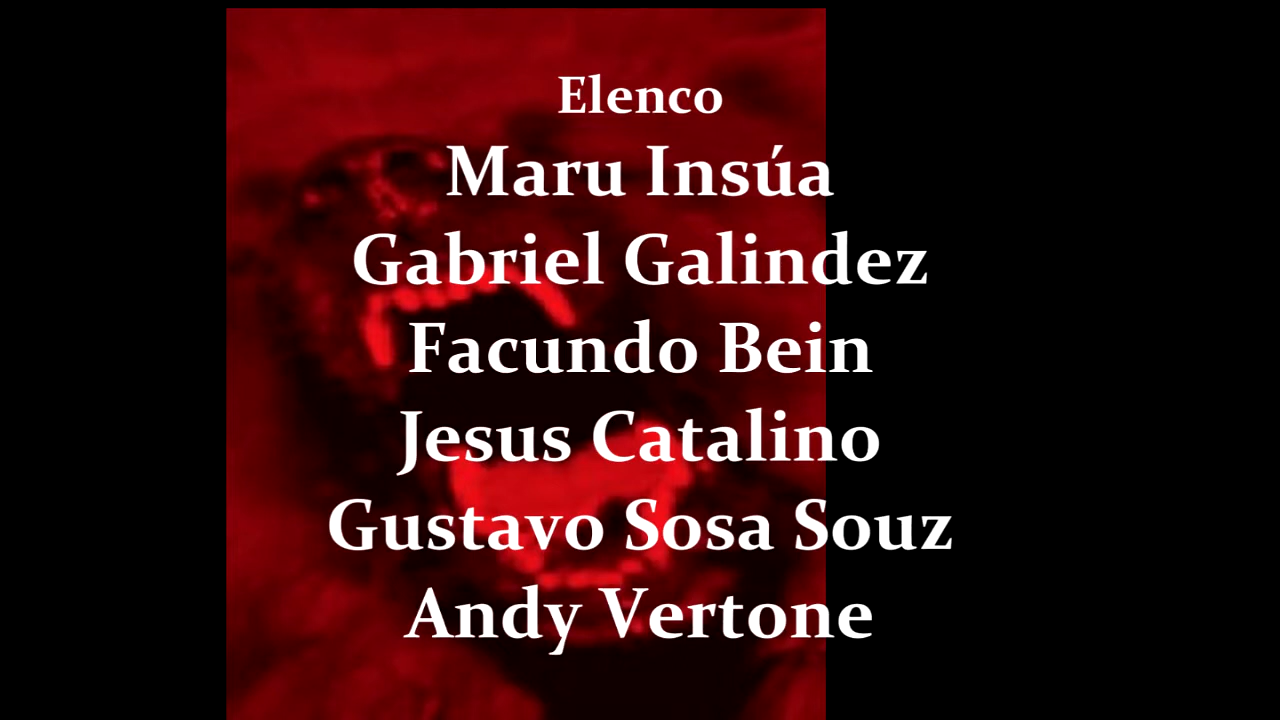 Elenco
Maru Insúa
Gabriel Galindez
Facundo Bein
Jesus Catalino
Gustavo Sosa Souz
Andy Vertone